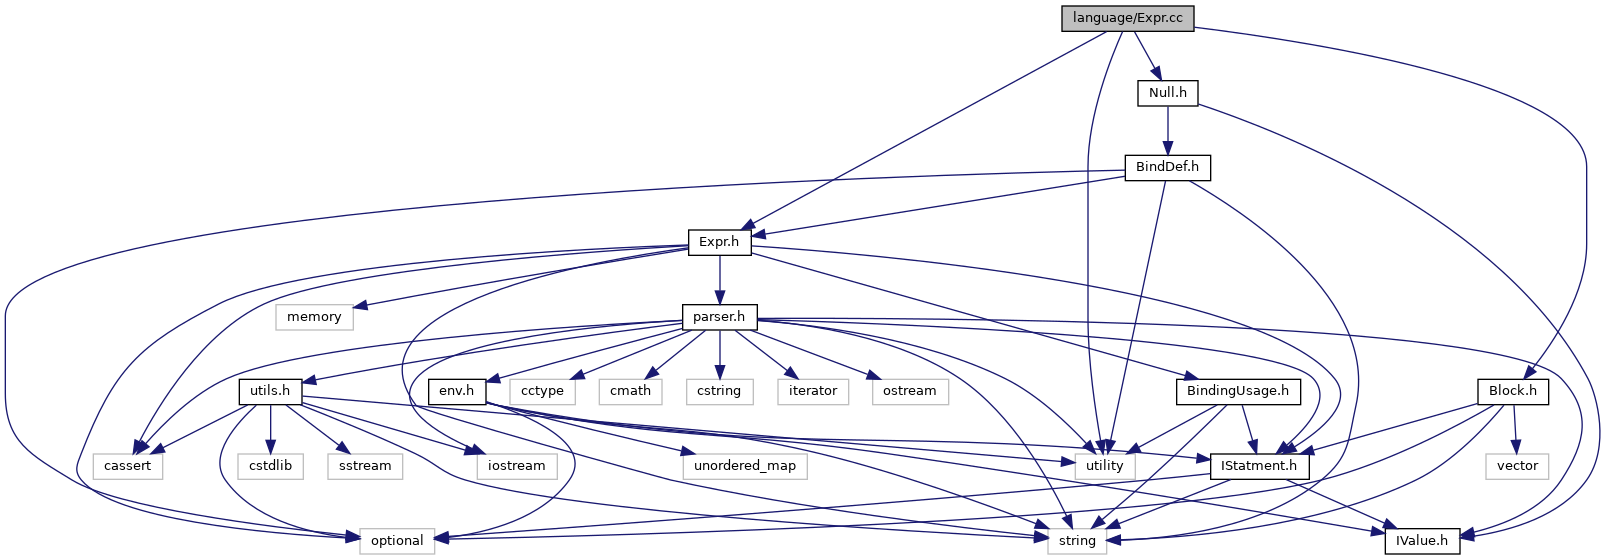 language/Expr.cc
Null.h
BindDef.h
Expr.h
memory
parser.h
utils.h
env.h
cctype
cmath
cstring
iterator
ostream
BindingUsage.h
Block.h
cassert
cstdlib
sstream
iostream
unordered_map
utility
IStatment.h
vector
optional
string
IValue.h